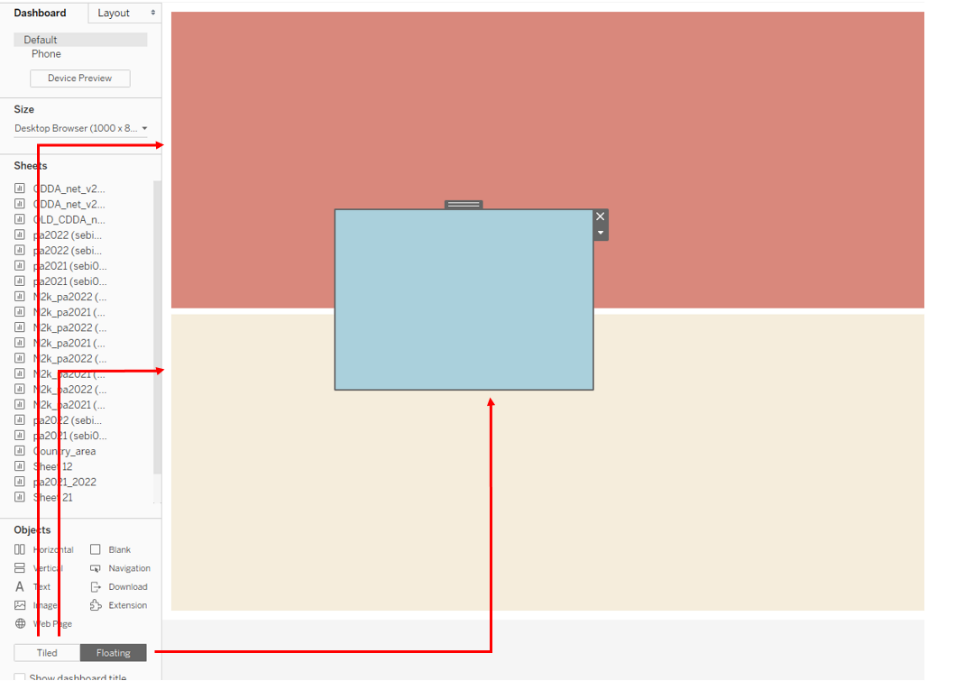 Dashboard Layout
Default
Phone
Device Preview
Size
Desktop Browser (1000 x 8...
Sheets
CDDA_net_v2...
CDDA_net_v2...
OLD_CDDA_n...
pa2022 (sebi...
pa2022 (sebi...
pa2021 (sebi0...
pa2021 (sebi0...
N2k_pa2022 (...
N2k_pa2021 (...
N2k_pa2022 (...
N2k_pa2021 (...
N2k_pa2022 (...
N2k_pa2021 (...
N2k_pa2022 (...
N2k_pa2021 (...
pa2022 (sebi...
pa2021 (sebi0...
Country_area
Sheet 12
pa2021_2022
Sheet 21
Objects
Horizontal Blank
Vertical Navigation
Text Download
Image Extension
Web Page
Tiled Floating
Show dashboard title